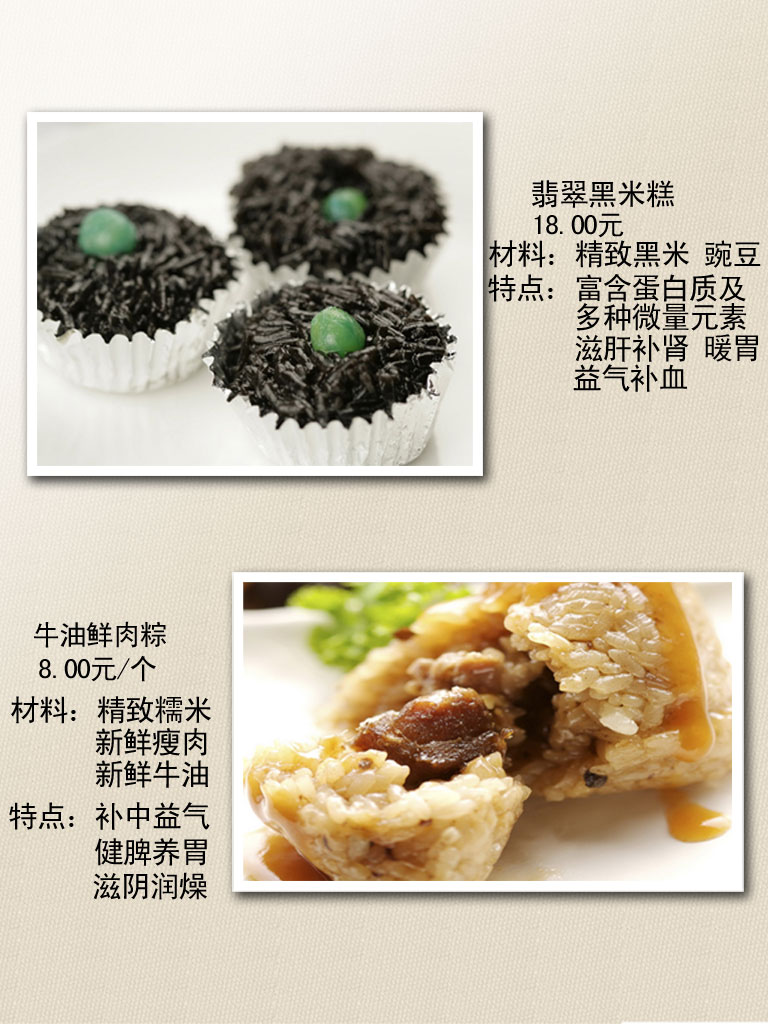 翡翠黑米糕
18.00元
材料：精致黑米 豌豆
特点：富含蛋白质及
多种微量元素
滋肝补肾 暖胃
益气补血
牛油鲜肉粽
8.00元/个
材料：精致糯米
新鲜瘦肉
新鲜牛油
特点：补中益气
健脾养胃
滋阴润燥